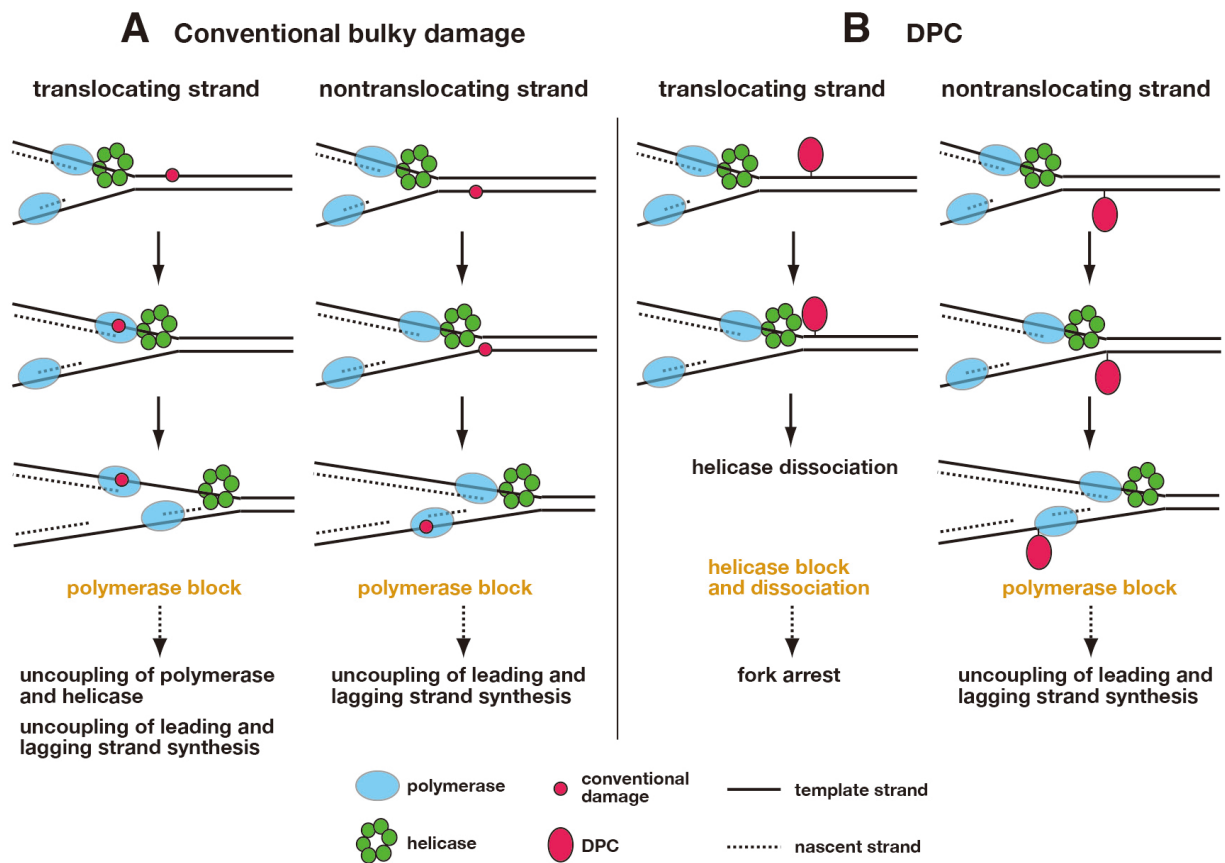 A Conventional bulky damage
translocating strand
nontranslocating strand
polymerase block
polymerase block
uncoupling of polymerase
and helicase
uncoupling of leading and
lagging strand synthesis
uncoupling of leading and
lagging strand synthesis
B DPC
translocating strand
nontranslocating strand
helicase dissociation
helicase block
and dissociation
polymerase block
fork arrest
uncoupling of leading and
lagging strand synthesis
polymerase
conventional
damage
template strand
helicase
DPC
nascent strand